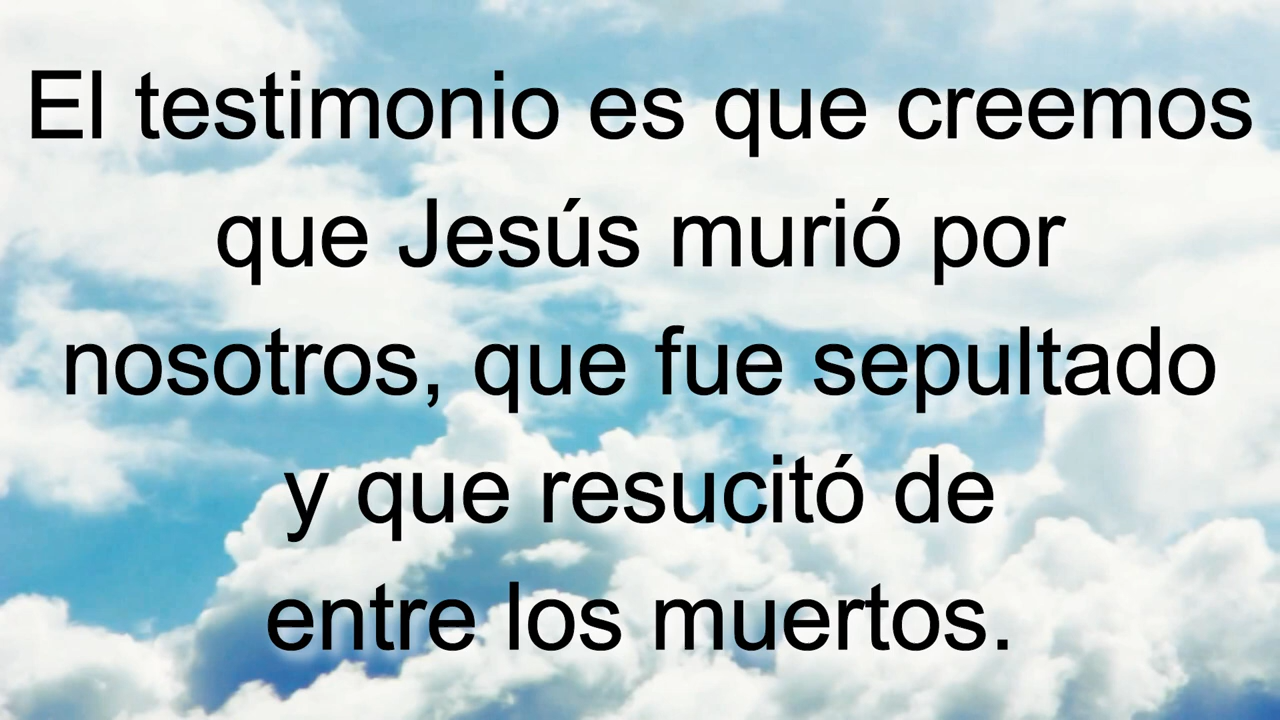 El testimonio es que creemos
que Jesús murió por
nosotros, que fue sepultado
y que resucitó de
entre los muertos.